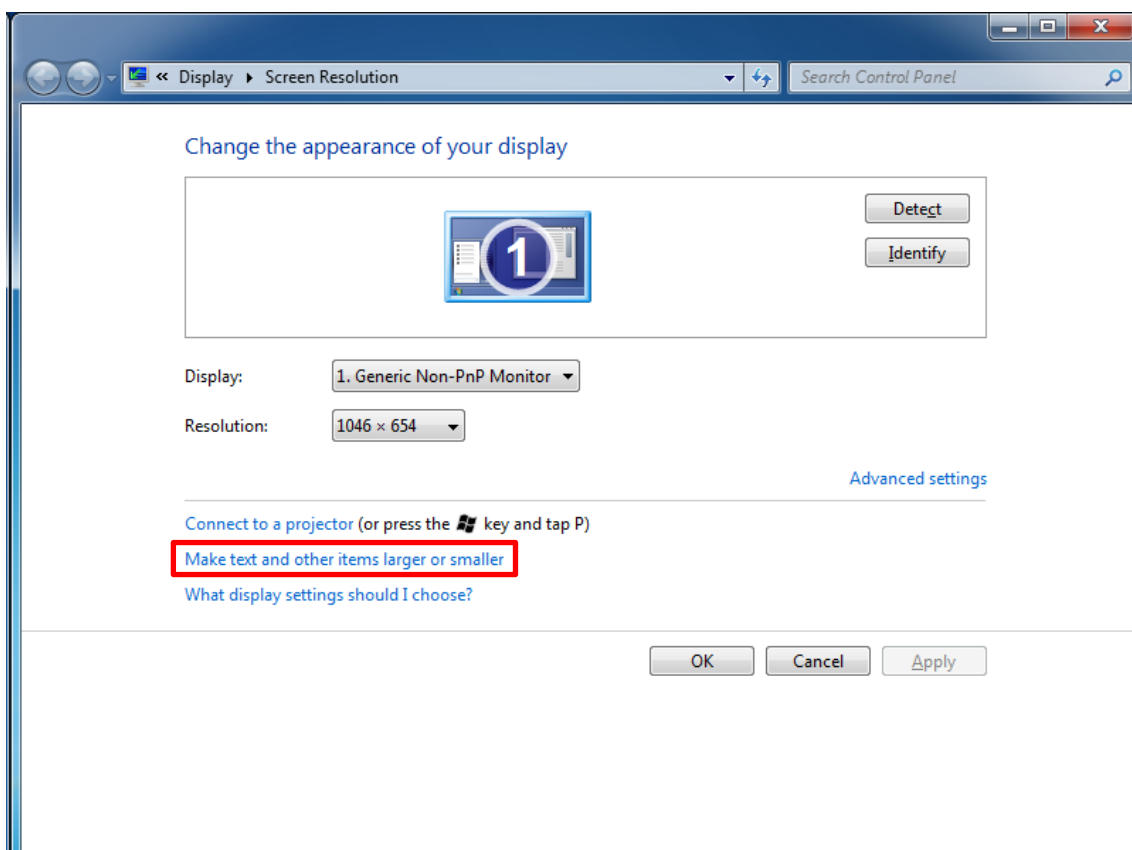 « Display ▸ Screen Resolution
Search Control Panel
Change the appearance of your display
1
Detect
Identify
Display: 1. Generic Non-PnP Monitor
Resolution: 1046 × 654
Advanced settings
Connect to a projector (or press the key and tap P)
Make text and other items larger or smaller
What display settings should I choose?
OK Cancel Apply